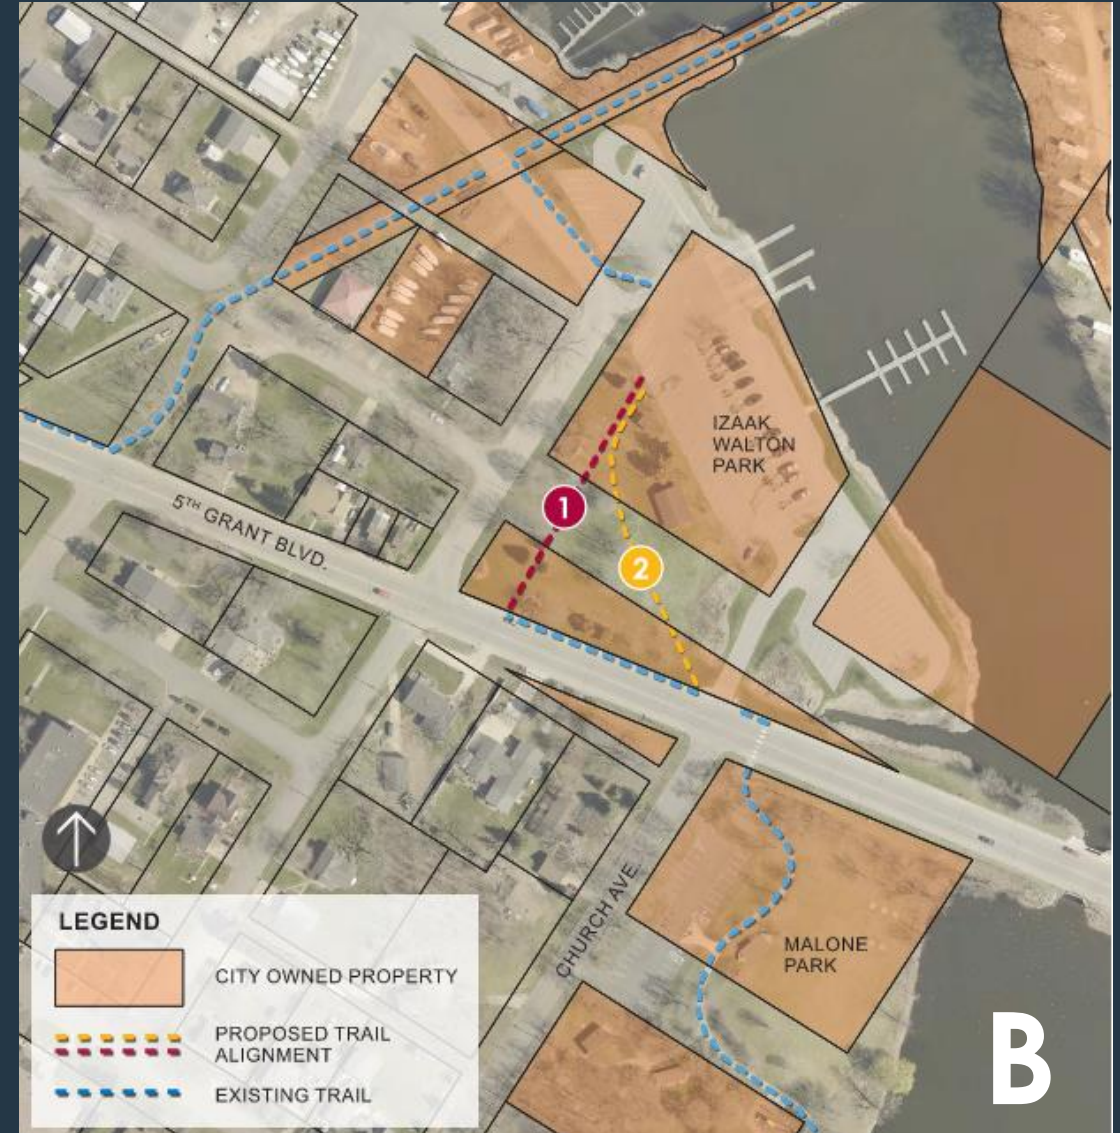 IZAAK
WALTON
PARK
1
5TH GRANT BLVD.
2
CHURCH AVE.
MALONE
PARK
LEGEND
CITY OWNED PROPERTY
PROPOSED TRAIL
ALIGNMENT
EXISTING TRAIL
B